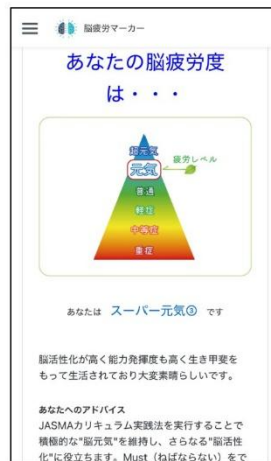 脳疲労マーカー
あなたの脳疲労度
は・・・
超元気
疲労レベル
元気
普通
軽症
中等症
重症
あなたは スーパー元気③ です
脳活性化が高く能力発揮度も高く生き甲斐を
もって生活されており大変素晴らしいです。
あなたへのアドバイス
JASMAカリキュラム実践法を実行することで
積極的な"脳元気"を維持し、さらなる"脳活性
化"に役立ちます。Must（ねばならない）をで